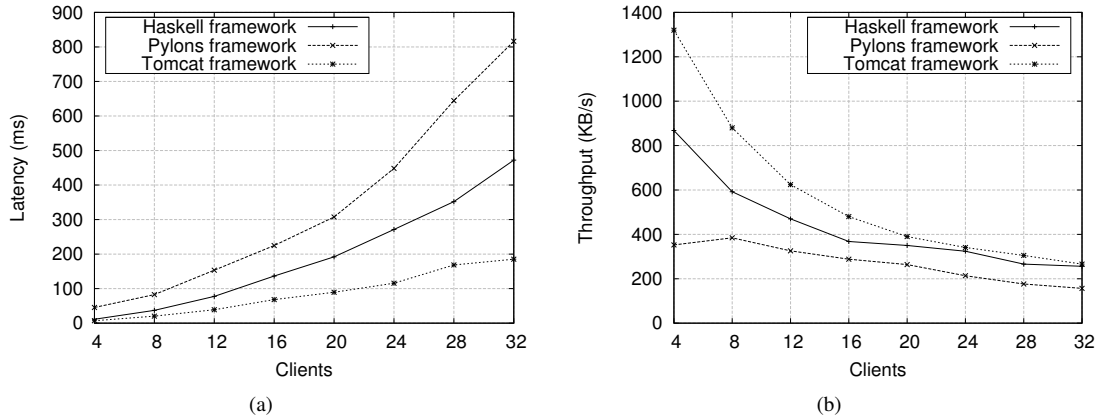 900
800
700
600
500
400
300
200
100
0
Latency (ms)
Haskell framework
Pylons framework
Tomcat framework
4 8 12 16 20 24 28 32
Clients
(a)
1400
1200
1000
800
600
400
200
0
Throughput (KB/s)
Haskell framework
Pylons framework
Tomcat framework
4 8 12 16 20 24 28 32
Clients
(b)